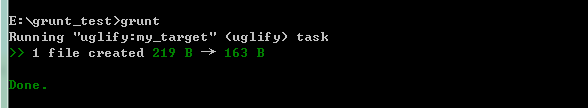 E:\grunt_test>grunt
Running "uglify:my_target" (uglify) task
>> 1 file created 219 B → 163 B
Done.